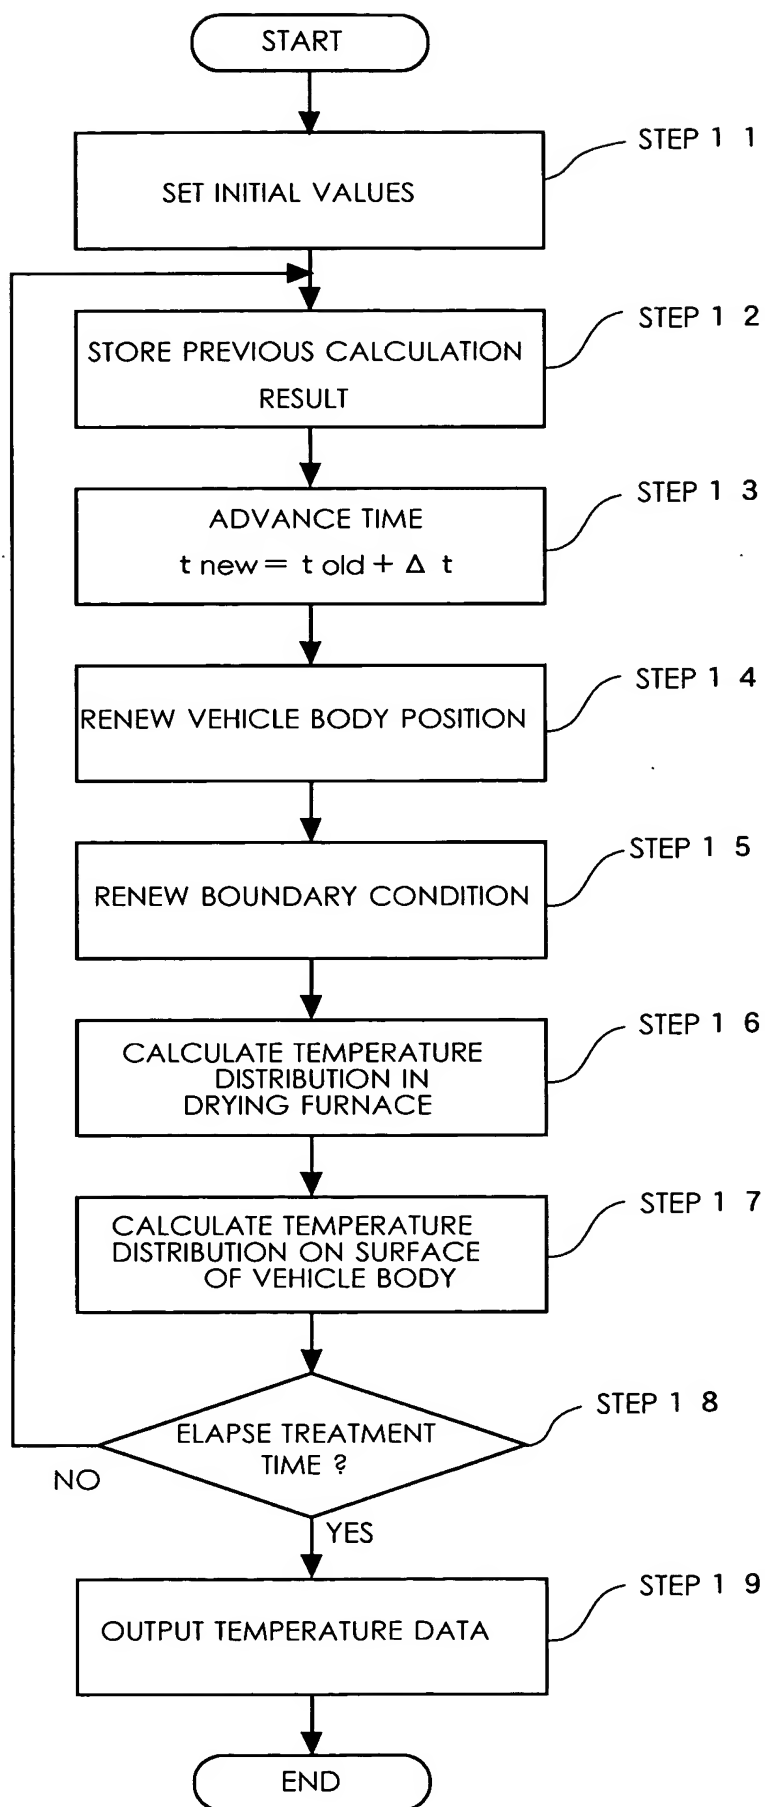 START
STEP 1 1
SET INITIAL VALUES
STEP 1 2
STORE PREVIOUS CALCULATION
RESULT
STEP 1 3
ADVANCE TIME
t new = t old + Δ t
STEP 1 4
RENEW VEHICLE BODY POSITION
STEP 1 5
RENEW BOUNDARY CONDITION
STEP 1 6
CALCULATE TEMPERATURE
DISTRIBUTION IN
DRYING FURNACE
STEP 1 7
CALCULATE TEMPERATURE
DISTRIBUTION ON SURFACE
OF VEHICLE BODY
STEP 1 8
ELAPSE TREATMENT
TIME ?
NO
YES
STEP 1 9
OUTPUT TEMPERATURE DATA
END